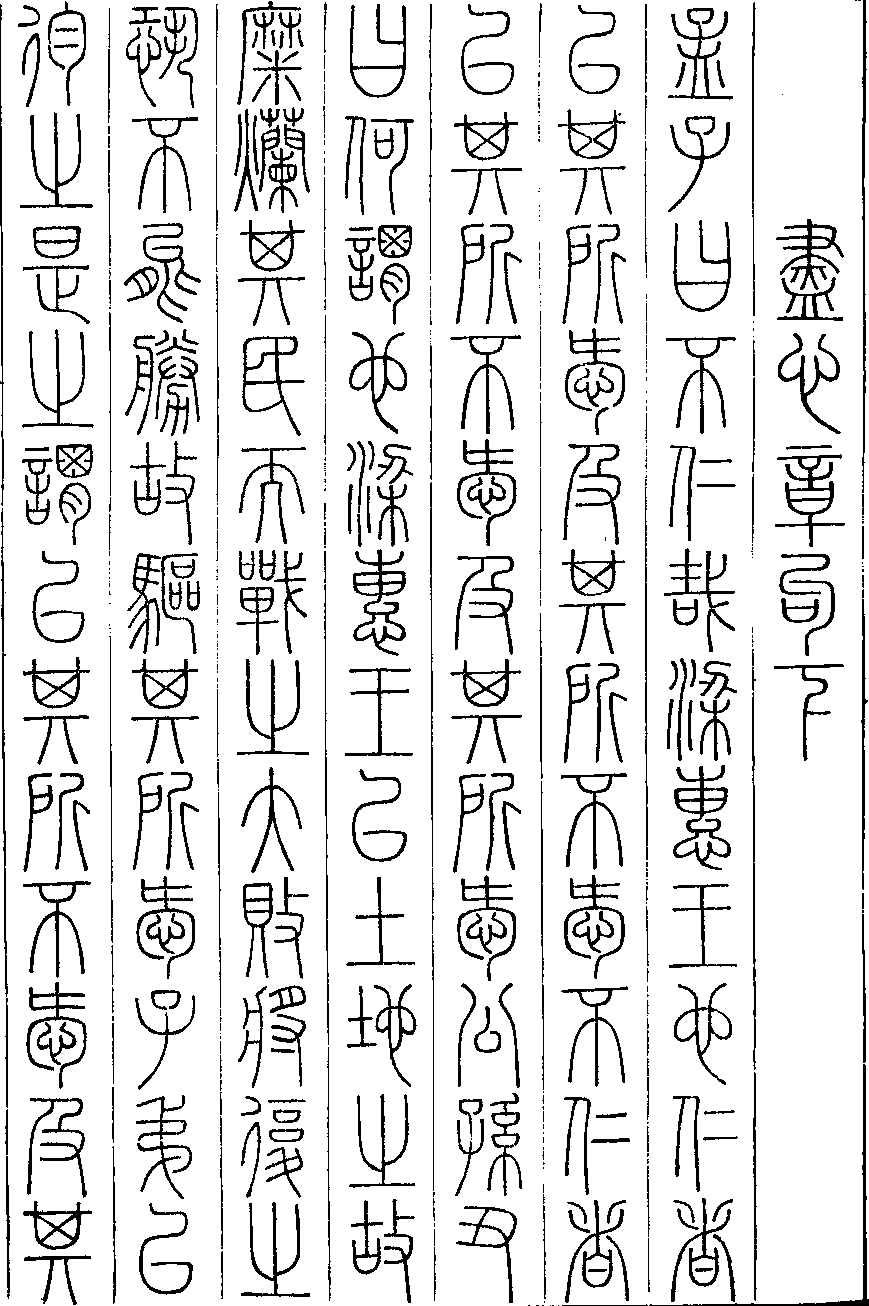 盡心章句下
孟子曰不仁哉梁惠王也仁者
以其所愛及其所不愛不仁者
以其所不愛及其所愛公孫丑
曰何謂也梁惠王以土地之故
糜爛其民而戰之大敗將復之
恐不能勝故驅其所愛子弟以
徇之是之謂以其所不愛及其